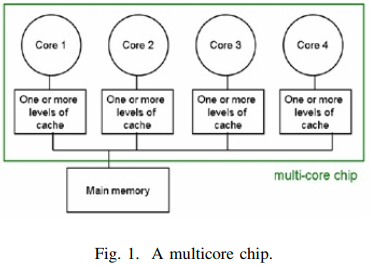 Core 1
Core 2
Core 3
Core 4
One or more
levels of
cache
One or more
levels of
cache
One or more
levels of
cache
One or more
levels of
cache
multi-core chip
Main memory
Fig. 1. A multicore chip.